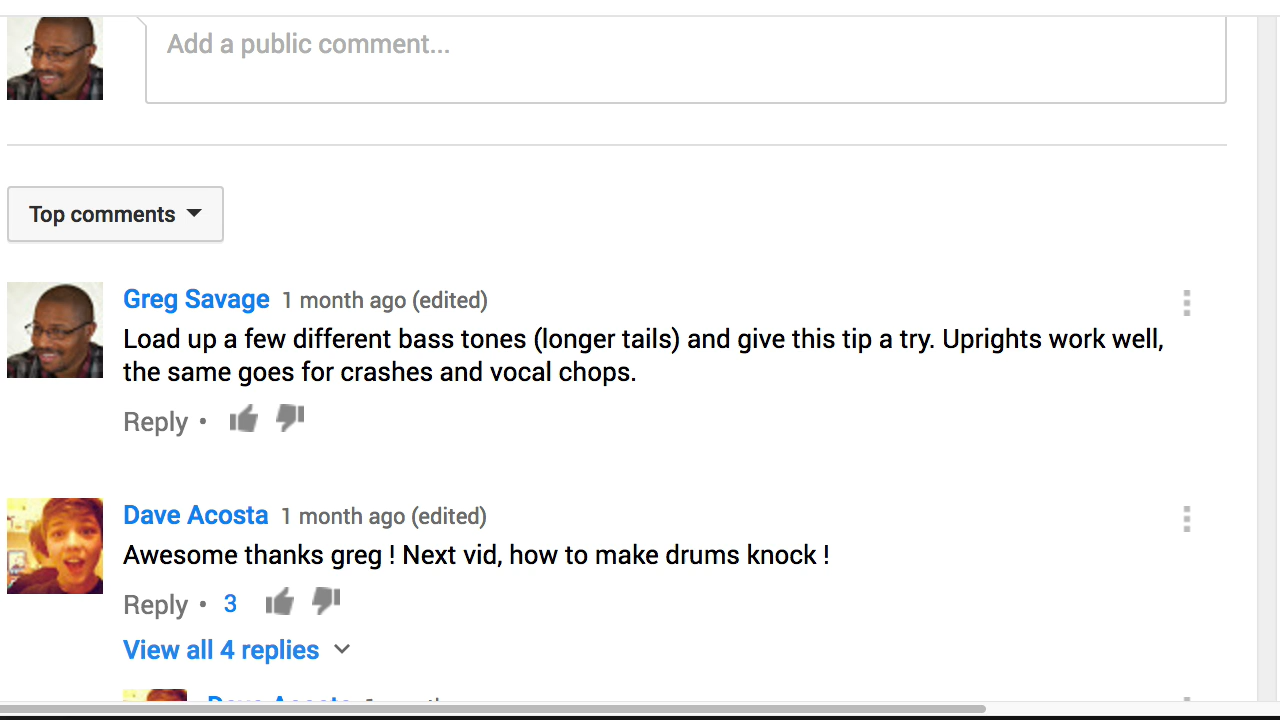 Add a public comment...
Top comments
Greg Savage 1 month ago (edited)
Load up a few different bass tones (longer tails) and give this tip a try. Uprights work well,
the same goes for crashes and vocal chops.
Reply •
Dave Acosta 1 month ago (edited)
Awesome thanks greg ! Next vid, how to make drums knock !
Reply • 3
View all 4 replies
Dave Acosta